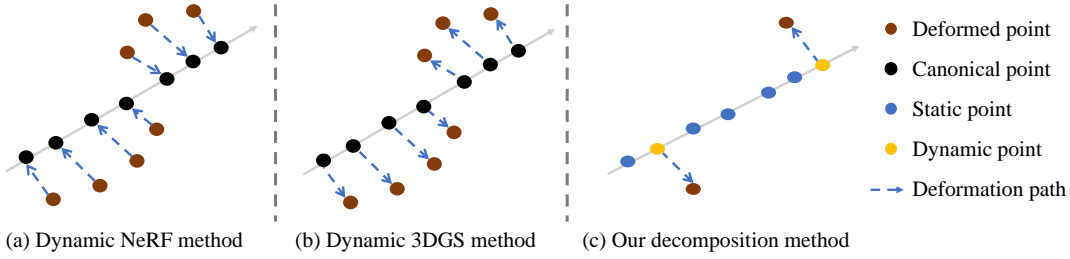 Deformed point
Canonical point
Static point
Dynamic point
Deformation path
(a) Dynamic NeRF method
(b) Dynamic 3DGS method
(c) Our decomposition method